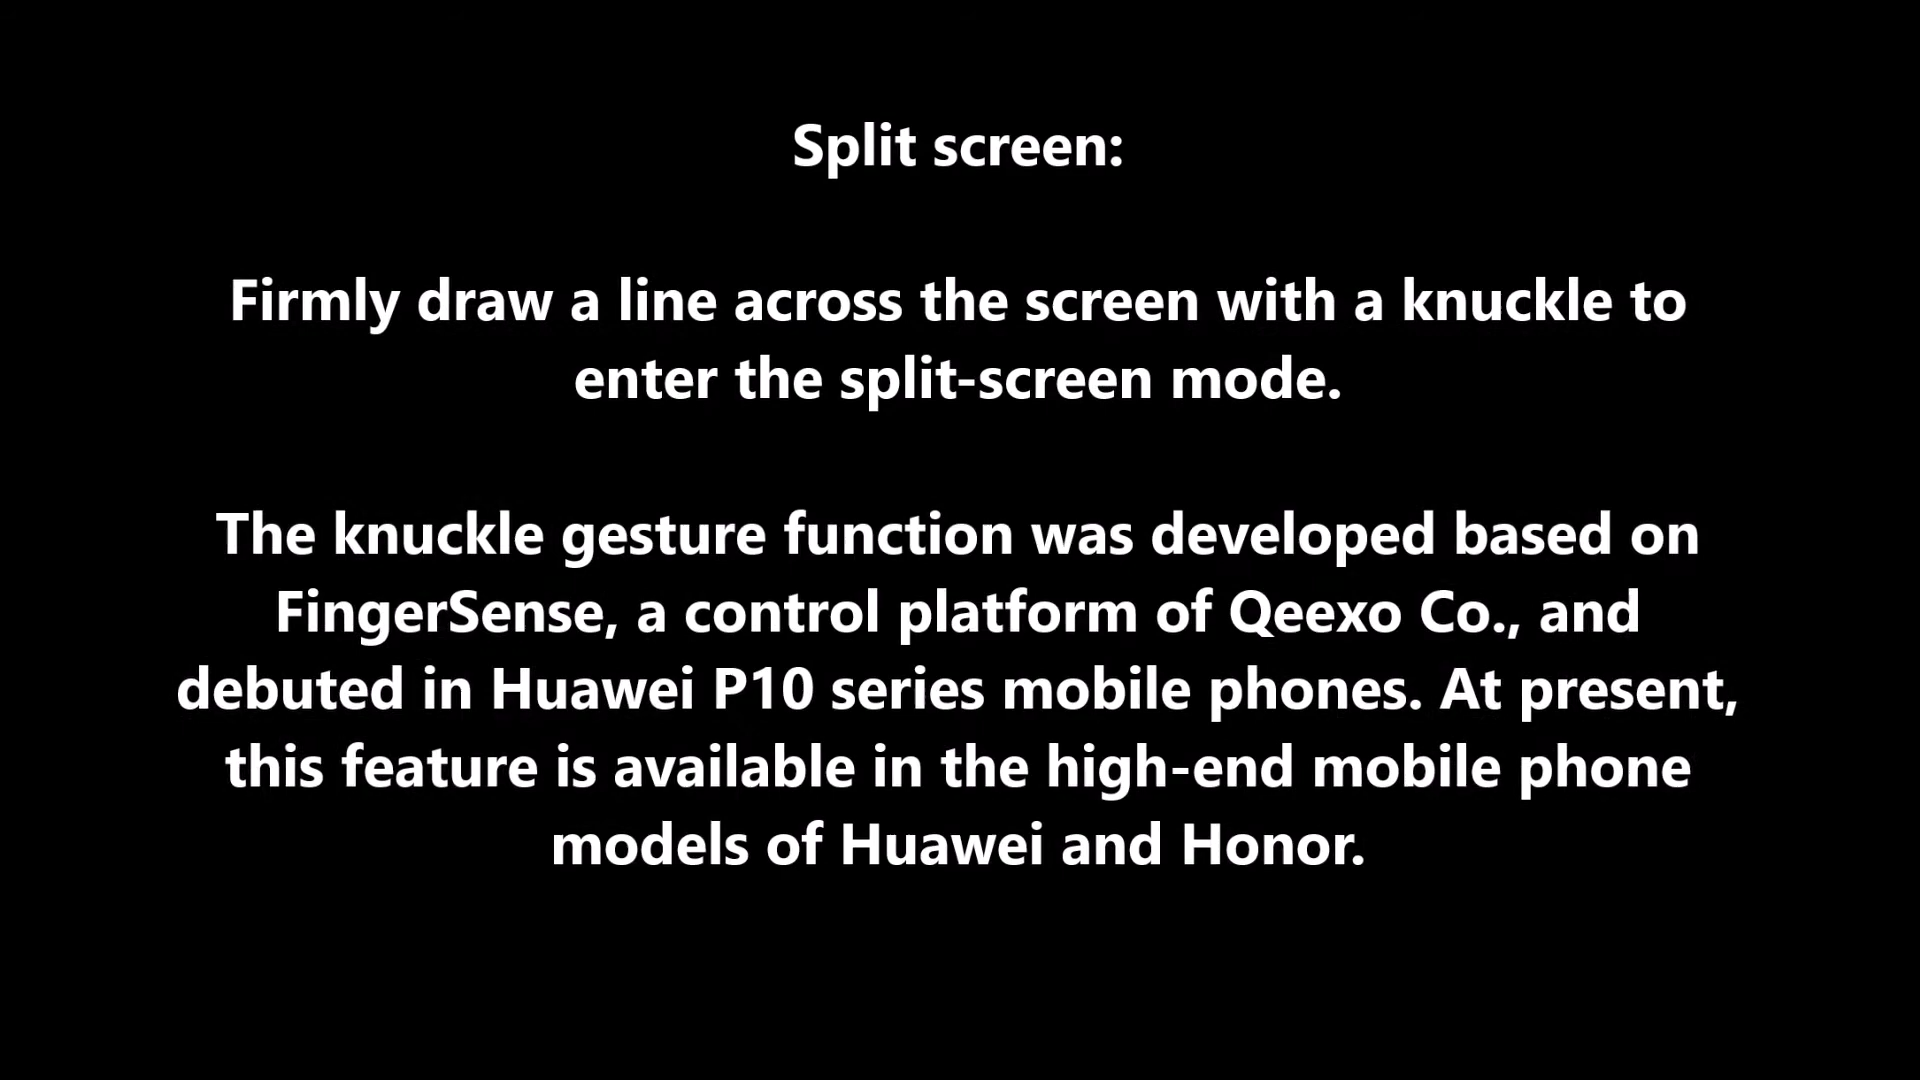 Split screen:
Firmly draw a line across the screen with a knuckle to
enter the split-screen mode.
The knuckle gesture function was developed based on
FingerSense, a control platform of Qeexo Co., and
debuted in Huawei P10 series mobile phones. At present,
this feature is available in the high-end mobile phone
models of Huawei and Honor.